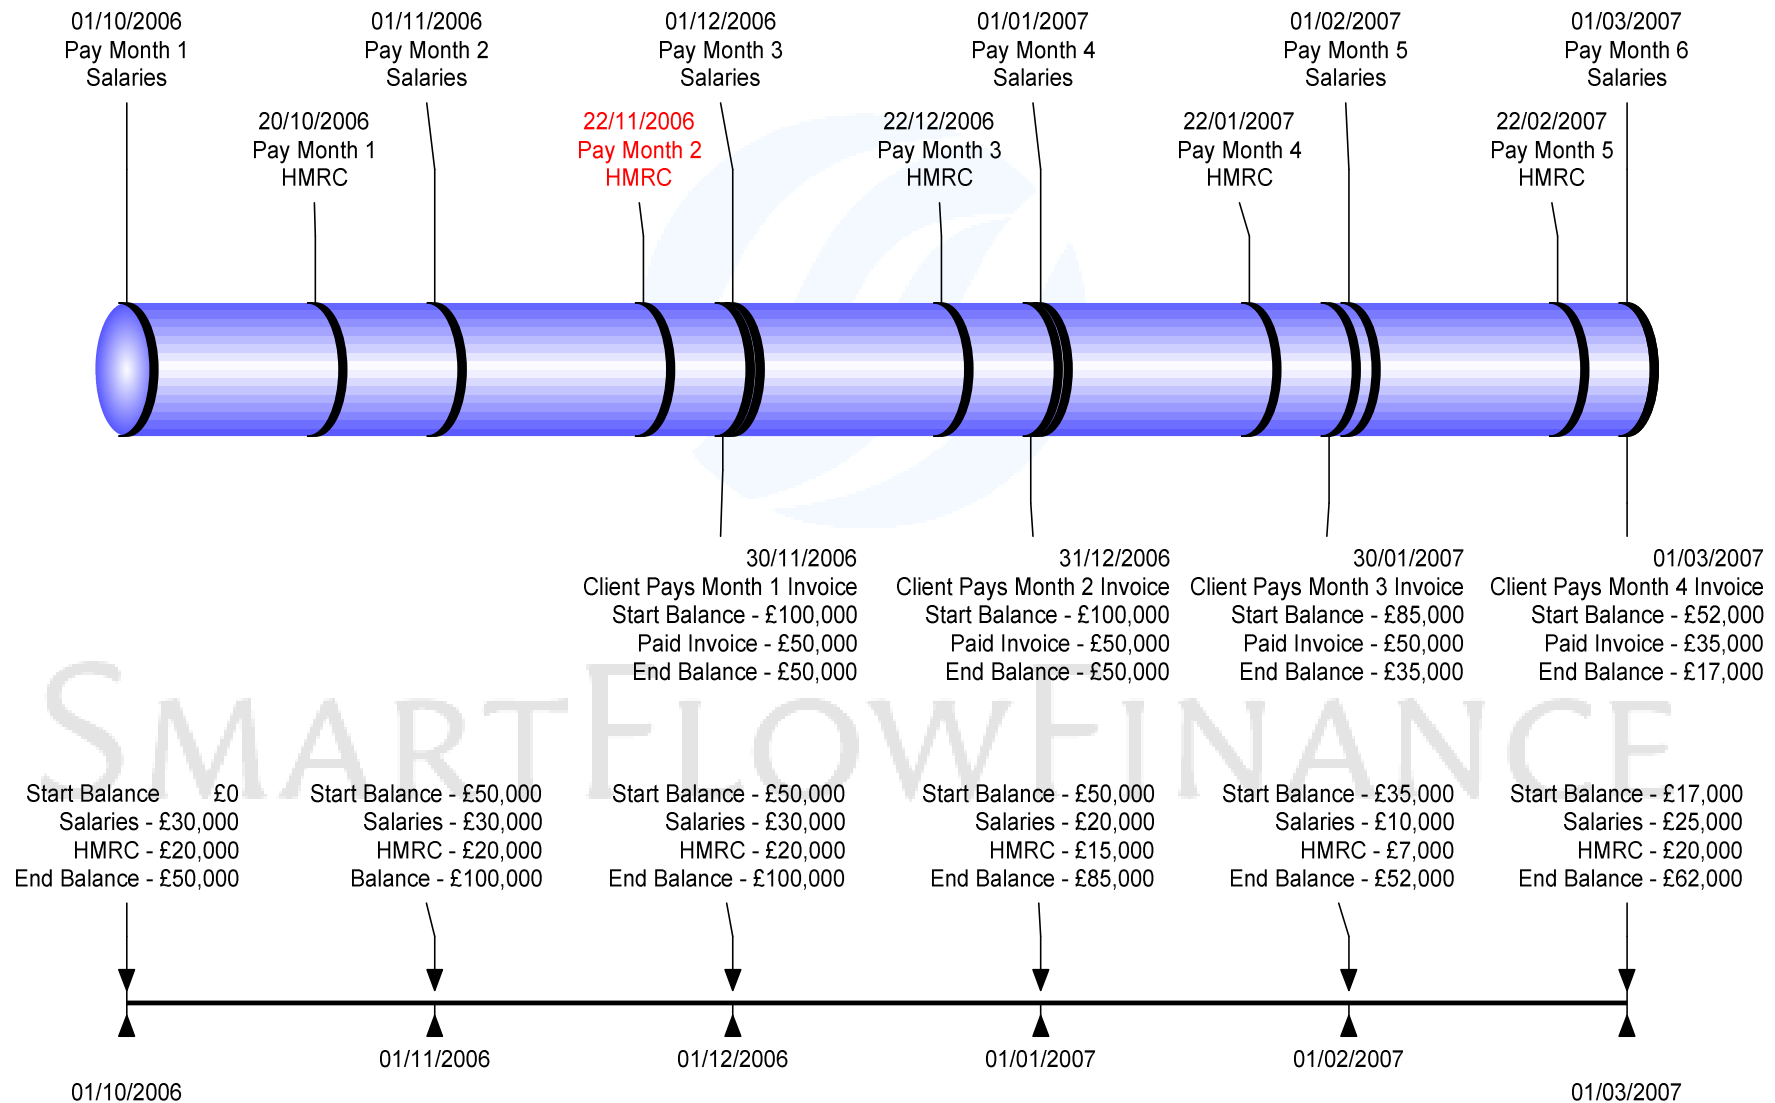 01/10/2006
Pay Month 1
Salaries
01/11/2006
Pay Month 2
Salaries
01/12/2006
Pay Month 3
Salaries
01/01/2007
Pay Month 4
Salaries
01/02/2007
Pay Month 5
Salaries
01/03/2007
Pay Month 6
Salaries
20/10/2006
Pay Month 1
HMRC
22/11/2006
Pay Month 2
HMRC
22/12/2006
Pay Month 3
HMRC
22/01/2007
Pay Month 4
HMRC
22/02/2007
Pay Month 5
HMRC
30/11/2006
Client Pays Month 1 Invoice
Start Balance - £100,000
Paid Invoice - £50,000
End Balance - £50,000
31/12/2006
Client Pays Month 2 Invoice
Start Balance - £100,000
Paid Invoice - £50,000
End Balance - £50,000
30/01/2007
Client Pays Month 3 Invoice
Start Balance - £85,000
Paid Invoice - £50,000
End Balance - £35,000
01/03/2007
Client Pays Month 4 Invoice
Start Balance - £52,000
Paid Invoice - £35,000
End Balance - £17,000
SMARTFLOWFINANCE
Start Balance £0
Salaries - £30,000
HMRC - £20,000
End Balance - £50,000
Start Balance - £50,000
Salaries - £30,000
HMRC - £20,000
Balance - £100,000
Start Balance - £50,000
Salaries - £30,000
HMRC - £20,000
End Balance - £100,000
Start Balance - £50,000
Salaries - £20,000
HMRC - £15,000
End Balance - £85,000
Start Balance - £35,000
Salaries - £10,000
HMRC - £7,000
End Balance - £52,000
Start Balance - £17,000
Salaries - £25,000
HMRC - £20,000
End Balance - £62,000
01/10/2006
01/11/2006
01/12/2006
01/01/2007
01/02/2007
01/03/2007